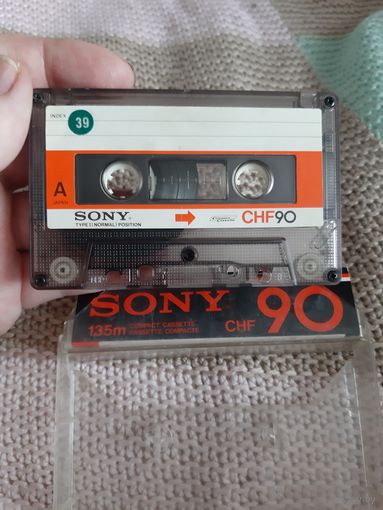 INDEX
39
A
JAPAN
SONY
TYPE I (NORMAL) POSITION
CHF90
SONY
CHF 90
135m
COMPACT CASSETTE
CASSETTE COMPACTE